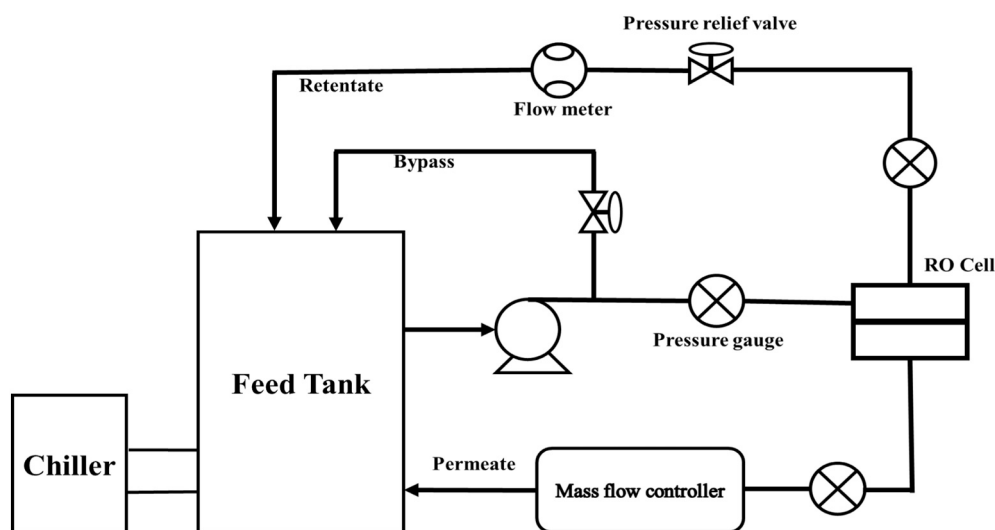 Pressure relief valve
Retentate
Flow meter
Bypass
RO Cell
Pressure gauge
Feed Tank
Chiller
Permeate
Mass flow controller